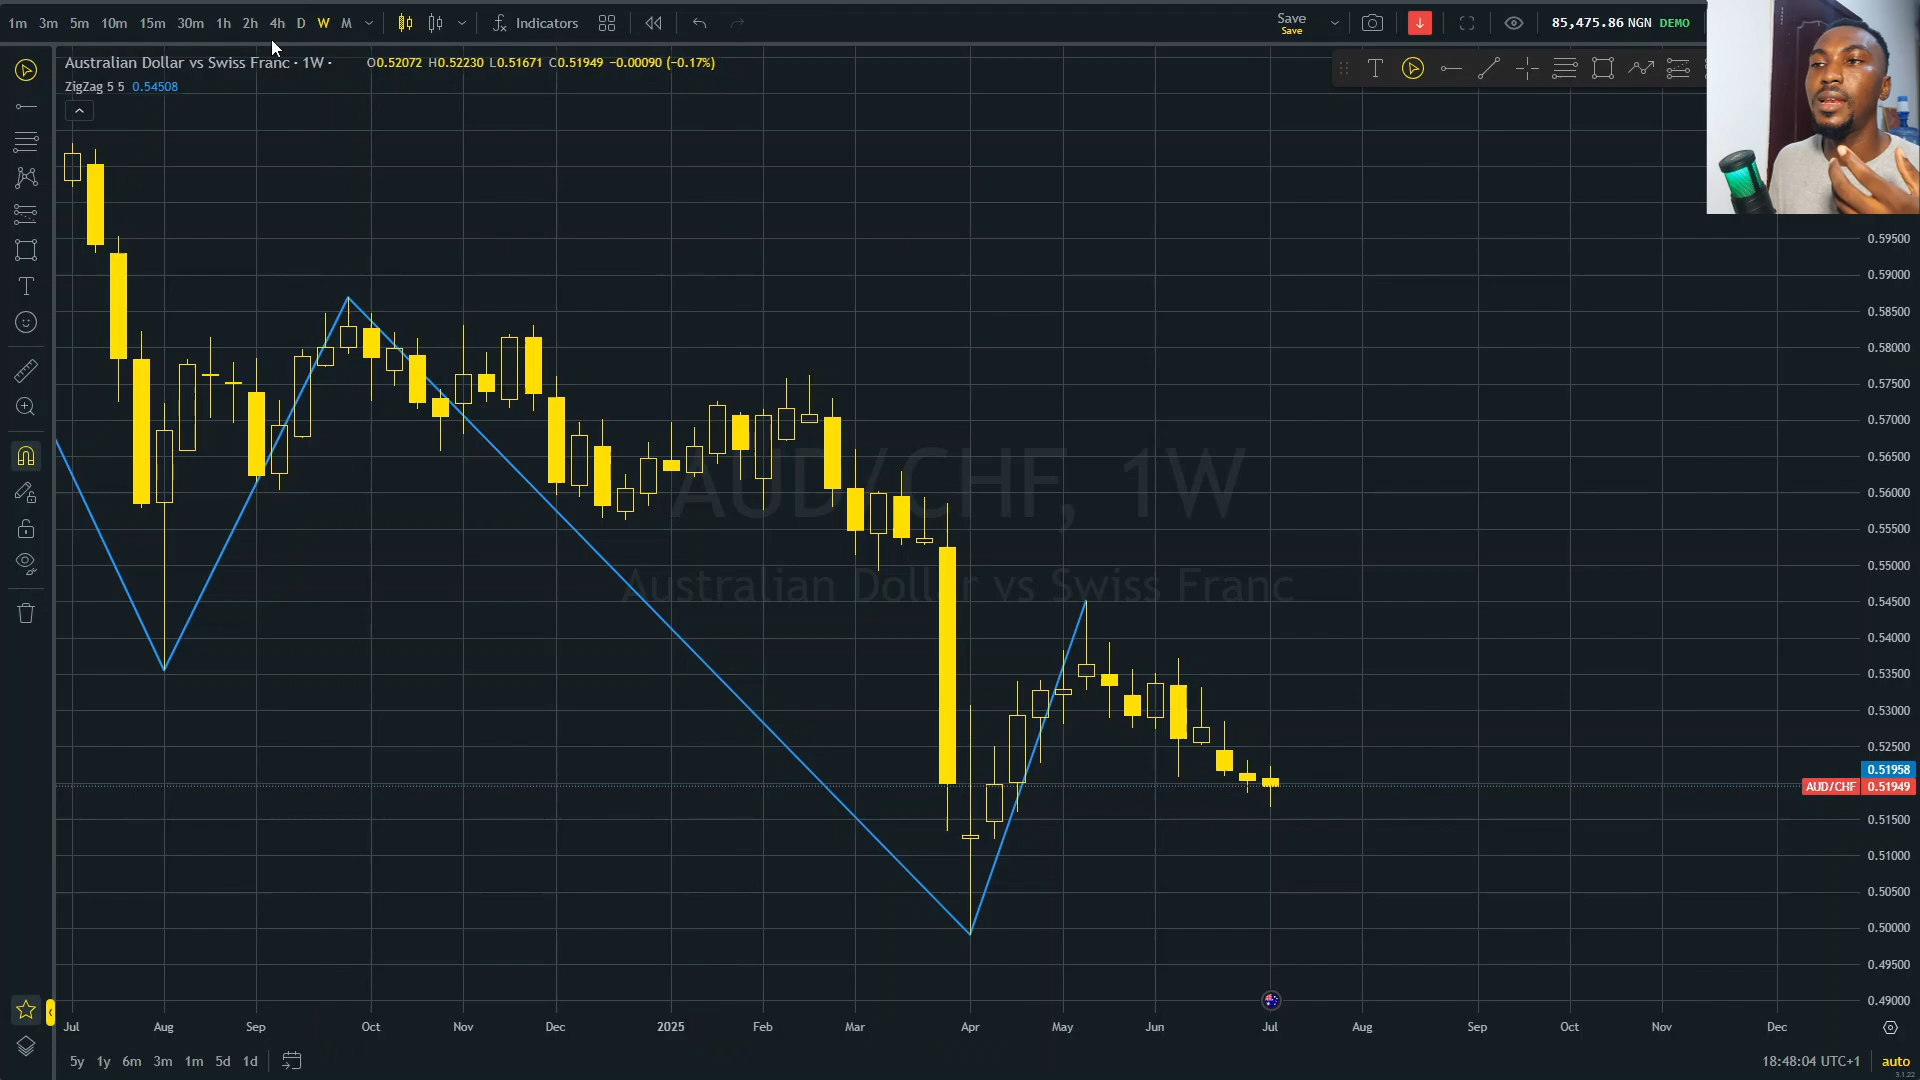 1m 3m 5m 10m 15m 30m 1h 2h 4h D W M Indicators Save 85,475.86 NGN DEMO
Save
Australian Dollar vs Swiss Franc · 1W · O0.52072 H0.52230 L0.51671 C0.51949 −0.00090 (−0.17%)
ZigZag 5 5 0.54508
AUD/CHF, 1W
Australian Dollar vs Swiss Franc
0.59500
0.59000
0.58500
0.58000
0.57500
0.57000
0.56500
0.56000
0.55500
0.55000
0.54500
0.54000
0.53500
0.53000
0.52500
0.51958
AUD/CHF 0.51949
0.51500
0.51000
0.50500
0.50000
0.49500
0.49000
Jul Aug Sep Oct Nov Dec 2025 Feb Mar Apr May Jun Jul Aug Sep Oct Nov Dec
5y 1y 6m 3m 1m 5d 1d 18:48:04 UTC+1 auto
3.1.22